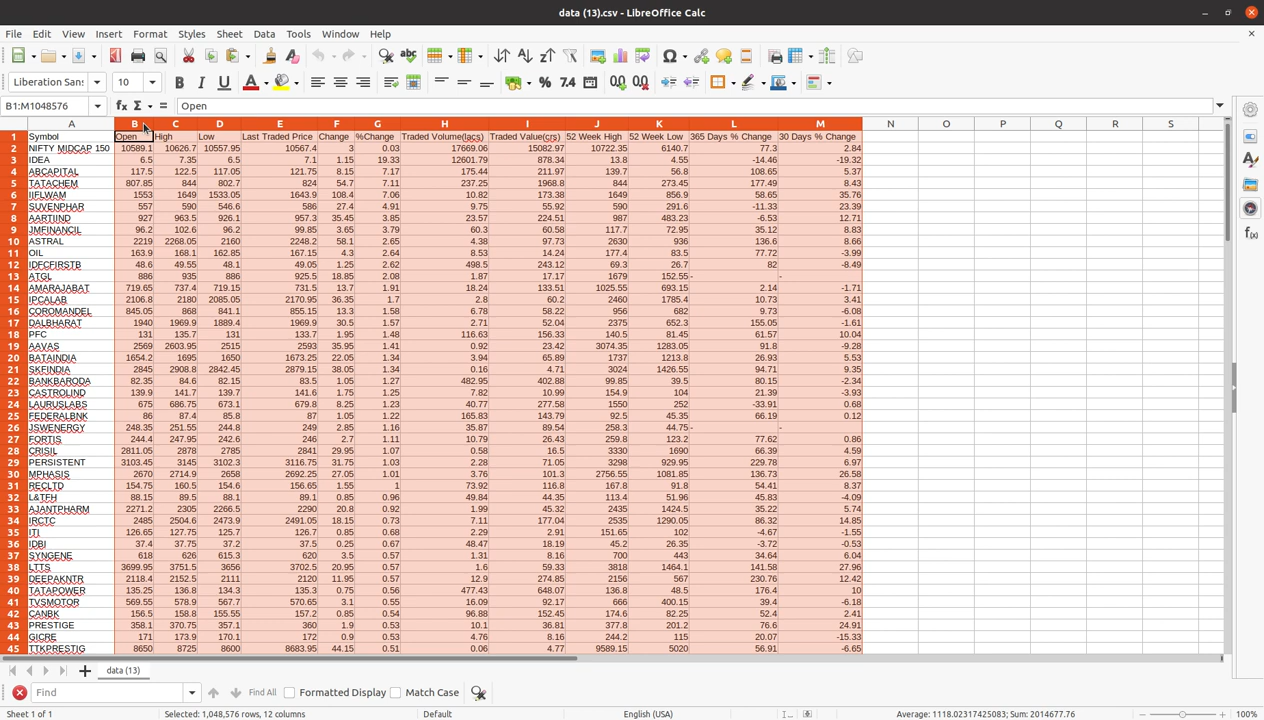 data (13).csv - LibreOffice Calc
File Edit View Insert Format Styles Sheet Data Tools Window Help
Liberation Sans 10
B1:M1048576 Open
A B C D E F G H I J K L M N O P Q R S
1 Symbol Open High Low Last Traded Price Change %Change Traded Volume(lacs) Traded Value(crs) 52 Week High 52 Week Low 365 Days % Change 30 Days % Change
2 NIFTY MIDCAP 150 10589.1 10626.7 10557.95 10567.4 3 0.03 17669.06 15082.97 10722.35 6140.7 77.3 2.84
3 IDEA 6.5 7.35 6.5 7.1 1.15 19.33 12601.79 878.34 13.8 4.55 -14.46 -19.32
4 ABCAPITAL 117.5 122.5 117.05 121.75 8.15 7.17 175.44 211.97 139.7 56.8 108.65 5.37
5 TATACHEM 807.85 844 802.7 824 54.7 7.11 237.25 1968.8 844 273.45 177.49 8.43
6 IIFLWAM 1553 1649 1533.05 1643.9 108.4 7.06 10.82 173.38 1649 856.9 58.65 35.76
7 SUVENPHAR 557 590 546.6 586 27.4 4.91 9.75 55.92 590 291.6 -11.33 23.39
8 AARTIIND 927 963.5 926.1 957.3 35.45 3.85 23.57 224.51 987 483.23 -6.53 12.71
9 JMFINANCIL 96.2 102.6 96.2 99.85 3.65 3.79 60.3 60.58 117.7 72.95 35.12 8.83
10 ASTRAL 2219 2268.05 2160 2248.2 58.1 2.65 4.38 97.73 2630 936 136.6 8.66
11 OIL 163.9 168.1 162.85 167.15 4.3 2.64 8.53 14.24 177.4 83.5 77.72 -3.99
12 IDFCFIRSTB 48.6 49.55 48.1 49.05 1.25 2.62 498.5 243.12 69.3 26.7 82 -8.49
13 ATGL 886 935 886 925.5 18.85 2.08 1.87 17.17 1679 152.55 - -
14 AMARAJABAT 719.65 737.4 719.15 731.5 13.7 1.91 18.24 133.51 1025.55 693.15 2.14 -1.71
15 IPCALAB 2106.8 2180 2085.05 2170.95 36.35 1.7 2.8 60.2 2460 1785.4 10.73 3.41
16 COROMANDEL 845.05 868 841.1 855.15 13.3 1.58 6.78 58.22 956 682 9.73 -6.08
17 DALBHARAT 1940 1969.9 1889.4 1969.9 30.5 1.57 2.71 52.04 2375 652.3 155.05 -1.61
18 PFC 131 135.7 131 133.7 1.95 1.48 116.63 156.33 140.5 81.45 61.57 10.04
19 AAVAS 2569 2603.95 2515 2593 35.95 1.41 0.92 23.42 3074.35 1283.05 91.8 -9.28
20 BATAINDIA 1654.2 1695 1650 1673.25 22.05 1.34 3.94 65.89 1737 1213.8 26.93 5.53
21 SKFINDIA 2845 2908.8 2842.45 2879.15 38.05 1.34 0.16 4.71 3024 1426.55 94.71 9.35
22 BANKBARODA 82.35 84.6 82.15 83.5 1.05 1.27 482.95 402.88 99.85 39.5 80.15 -2.34
23 CASTROLIND 139.9 141.7 139.7 141.6 1.75 1.25 7.82 10.99 154.9 104 21.39 -3.93
24 LAURUSLABS 675 686.75 673.1 679.8 8.25 1.23 40.77 277.58 1550 252 -33.91 0.68
25 FEDERALBNK 86 87.4 85.8 87 1.05 1.22 165.83 143.79 92.5 45.35 66.19 0.12
26 JSWENERGY 248.35 251.55 244.8 249 2.85 1.16 35.87 89.54 258.3 44.75 - -
27 FORTIS 244.4 247.95 242.6 246 2.7 1.11 10.79 26.43 259.8 123.2 77.62 0.86
28 CRISIL 2811.05 2878 2785 2841 29.95 1.07 0.58 16.5 3330 1690 66.39 4.59
29 PERSISTENT 3103.45 3145 3102.3 3116.75 31.75 1.03 2.28 71.05 3298 929.95 229.78 6.97
30 MPHASIS 2670 2714.9 2658 2692.25 27.05 1.01 3.76 101.3 2756.55 1081.85 136.73 26.58
31 RECLTD 154.75 160.5 154.6 156.65 1.55 1 73.92 116.8 167.8 91.8 54.41 8.37
32 L&TFH 88.15 89.5 88.1 89.1 0.85 0.96 49.84 44.35 113.4 51.96 45.83 -4.09
33 AJANTPHARM 2271.2 2305 2266.5 2290 20.8 0.92 1.99 45.32 2435 1424.5 35.22 5.74
34 IRCTC 2485 2504.6 2473.9 2491.05 18.15 0.73 7.11 177.04 2535 1290.05 86.32 14.85
35 ITI 126.65 127.75 125.7 126.7 0.85 0.68 2.29 2.91 151.65 102 -4.67 -1.55
36 IDBI 37.4 37.75 37.2 37.5 0.25 0.67 48.47 18.19 45.2 26.35 -3.72 -0.53
37 SYNGENE 618 626 615.3 620 3.5 0.57 1.31 8.16 700 443 34.64 6.04
38 LTTS 3699.95 3751.5 3656 3702.5 20.95 0.57 1.6 59.33 3818 1464.1 141.58 27.96
39 DEEPAKNTR 2118.4 2152.5 2111 2120 11.95 0.57 12.9 274.85 2156 567 230.76 12.42
40 TATAPOWER 135.25 136.8 134.3 135.3 0.75 0.56 477.43 648.07 136.8 48.5 176.4 10
41 TVSMOTOR 569.55 578.9 567.7 570.65 3.1 0.55 16.09 92.17 666 400.15 39.4 -6.18
42 CANBK 156.5 158.8 155.55 157.2 0.85 0.54 96.88 152.45 174.6 82.25 52.4 2.41
43 PRESTIGE 358.1 370.75 357.1 360 1.9 0.53 10.1 36.81 377.8 201.2 76.6 24.91
44 GICRE 171 173.9 170.1 172 0.9 0.53 4.76 8.16 244.2 115 20.07 -15.33
45 TTKPRESTIG 8650 8725 8600 8683.95 44.15 0.51 0.06 4.77 9589.15 5020 56.91 -6.65
data (13)
Find Find All Formatted Display Match Case
Sheet 1 of 1 Selected: 1,048,576 rows, 12 columns Default English (USA) Average: 1118.02317425083; Sum: 2014677.76 100%